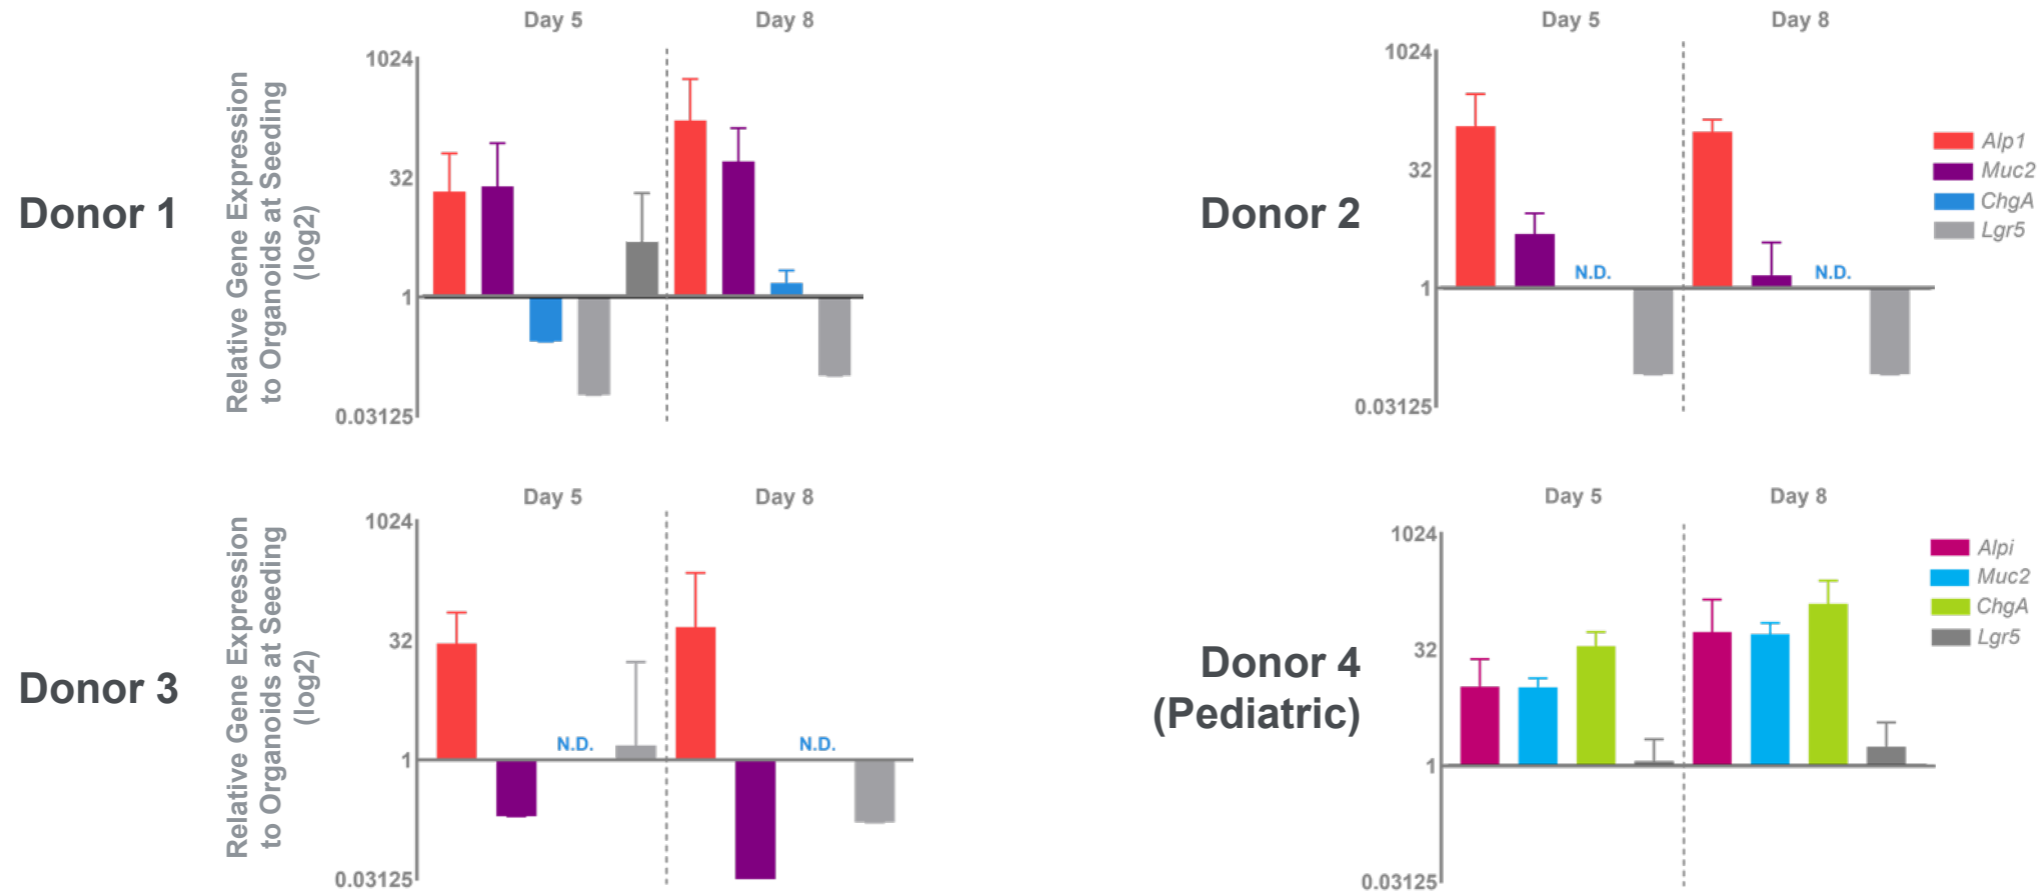 Day 5
Day 8
1024
32
1
0.03125
Relative Gene Expression
to Organoids at Seeding
(log2)
Donor 1
Day 5
Day 8
1024
32
1
0.03125
N.D.
N.D.
Donor 2
Alp1
Muc2
ChgA
Lgr5
Day 5
Day 8
1024
32
1
0.03125
N.D.
N.D.
Relative Gene Expression
to Organoids at Seeding
(log2)
Donor 3
Day 5
Day 8
1024
32
1
0.03125
Donor 4
(Pediatric)
Alpi
Muc2
ChgA
Lgr5